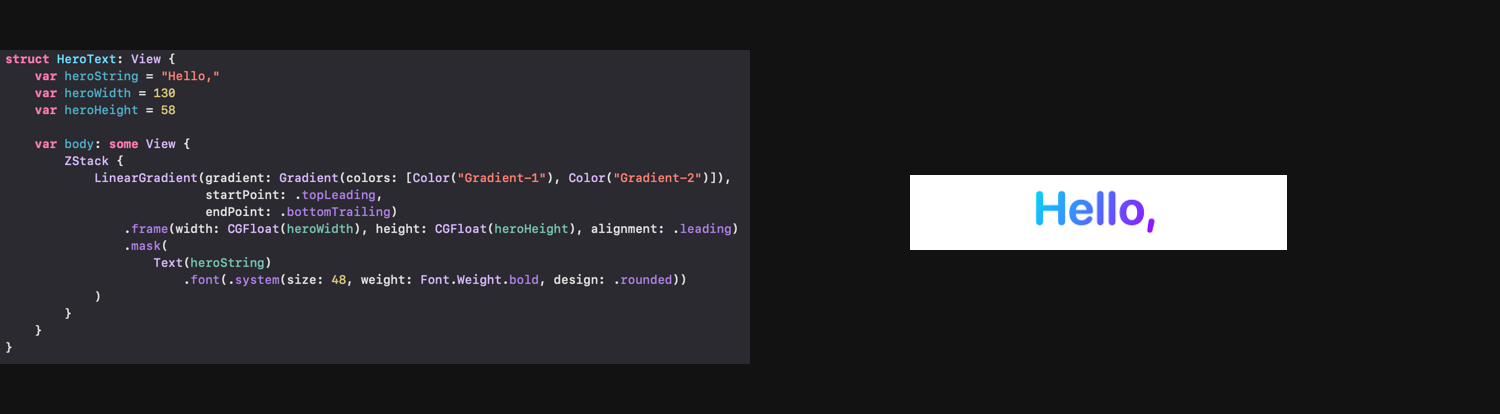 struct HeroText: View {
    var heroString = "Hello,"
    var heroWidth = 130
    var heroHeight = 58

    var body: some View {
        ZStack {
            LinearGradient(gradient: Gradient(colors: [Color("Gradient-1"), Color("Gradient-2")]),
                           startPoint: .topLeading,
                           endPoint: .bottomTrailing)
                .frame(width: CGFloat(heroWidth), height: CGFloat(heroHeight), alignment: .leading)
                .mask(
                    Text(heroString)
                        .font(.system(size: 48, weight: Font.Weight.bold, design: .rounded))
            )
        }
    }
}
Hello,